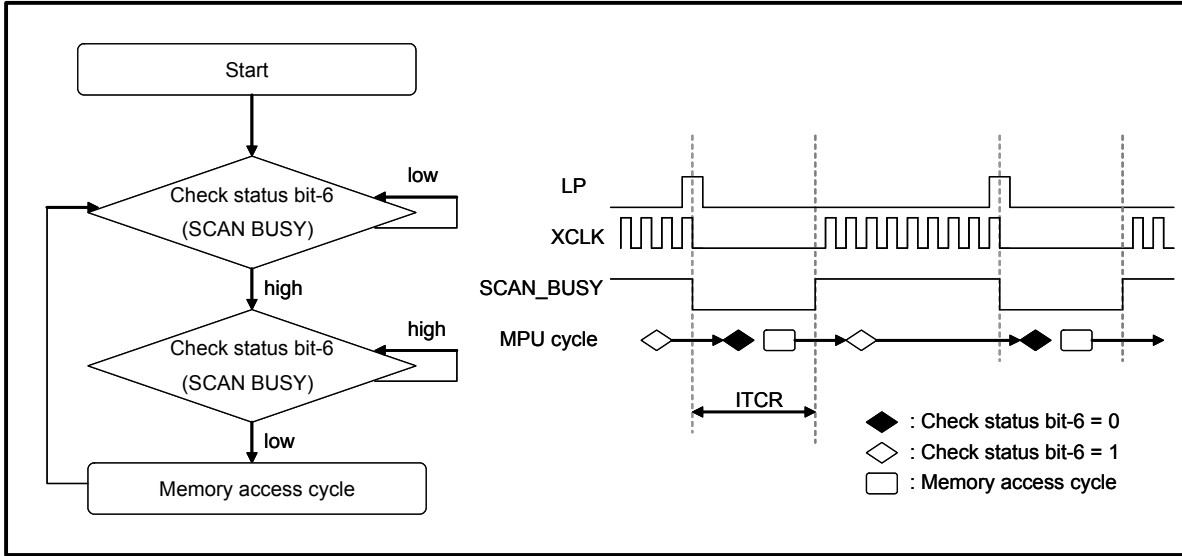 Start
Check status bit-6
(SCAN BUSY)
low
high
Check status bit-6
(SCAN BUSY)
high
low
Memory access cycle
LP
XCLK
SCAN_BUSY
MPU cycle
ITCR
: Check status bit-6 = 0
: Check status bit-6 = 1
: Memory access cycle